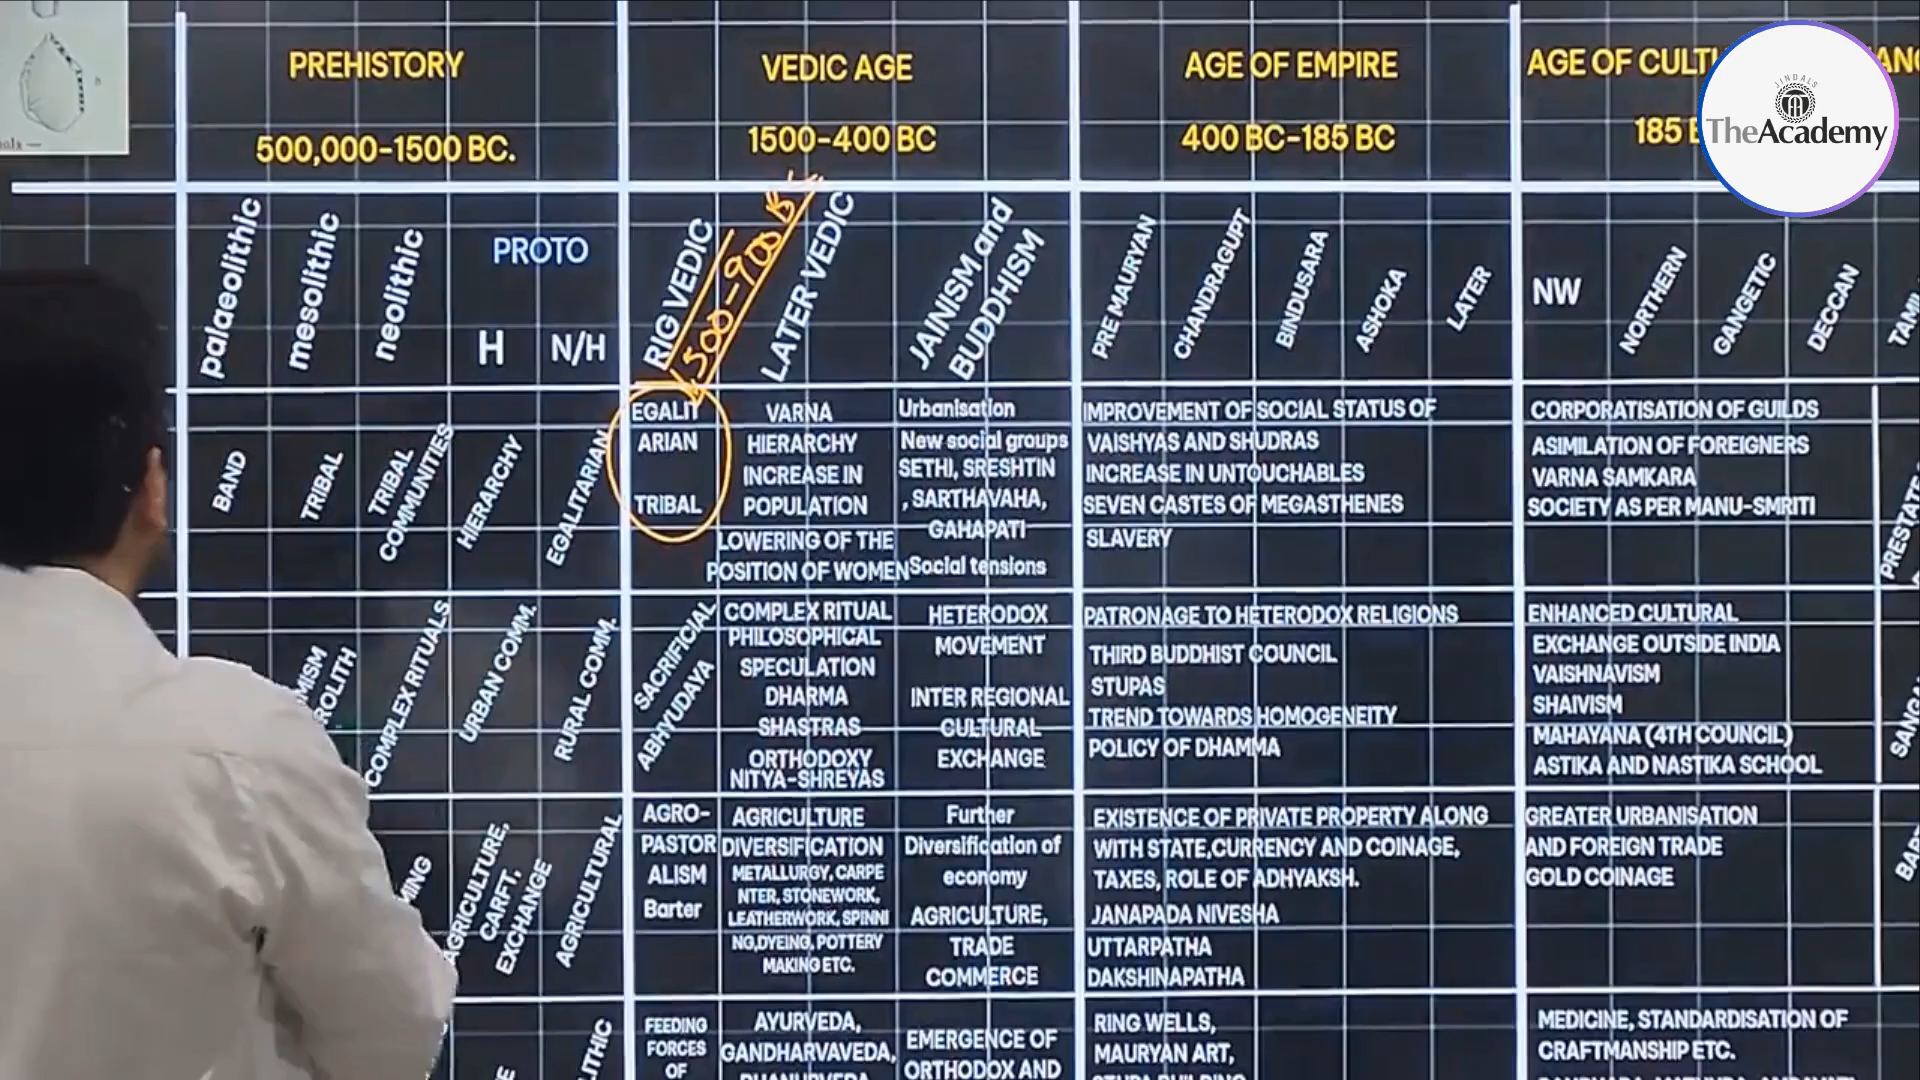 PREHISTORY
500,000-1500 BC.
VEDIC AGE
1500-400 BC
AGE OF EMPIRE
400 BC-185 BC
AGE OF
185
JINDALS
TheAcademy
palaeolithic
mesolithic
neolithic
PROTO
H
N/H
RIG VEDIC
1500-900 BC
LATER VEDIC
JAINISM and
BUDDHISM
PRE MAURYAN
CHANDRAGUPT
BINDUSARA
ASHOKA
LATER
NW
NORTHERN
GANGETIC
DECCAN
BAND
TRIBAL
TRIBAL
COMMUNITIES
HIERARCHY
EGALITARIAN
EGALIT
ARIAN
TRIBAL
VARNA
HIERARCHY
INCREASE IN
POPULATION
LOWERING OF THE
POSITION OF WOMEN
Urbanisation
New social groups
SETHI, SRESHTIN
, SARTHAVAHA,
GAHAPATI
Social tensions
IMPROVEMENT OF SOCIAL STATUS OF
VAISHYAS AND SHUDRAS
INCREASE IN UNTOUCHABLES
SEVEN CASTES OF MEGASTHENES
SLAVERY
CORPORATISATION OF GUILDS
ASIMILATION OF FOREIGNERS
VARNA SAMKARA
SOCIETY AS PER MANU-SMRITI
PRESTATE
COMPLEX RITUALS
URBAN COMM.
RURAL COMM.
SACRIFICIAL
ABHYUDAYA
COMPLEX RITUAL
PHILOSOPHICAL
SPECULATION
DHARMA
SHASTRAS
ORTHODOXY
NITYA-SHREYAS
HETERODOX
MOVEMENT
INTER REGIONAL
CULTURAL
EXCHANGE
PATRONAGE TO HETERODOX RELIGIONS
THIRD BUDDHIST COUNCIL
STUPAS
TREND TOWARDS HOMOGENEITY
POLICY OF DHAMMA
ENHANCED CULTURAL
EXCHANGE OUTSIDE INDIA
VAISHNAVISM
SHAIVISM
MAHAYANA (4TH COUNCIL)
ASTIKA AND NASTIKA SCHOOL
AGRICULTURE,
CARFT,
EXCHANGE
AGRICULTURAL
AGRO-
PASTOR
ALISM
Barter
AGRICULTURE
DIVERSIFICATION
METALLURGY, CARPE
NTER, STONEWORK,
LEATHERWORK, SPINNI
NG,DYEING, POTTERY
MAKING ETC.
Further
Diversification of
economy
AGRICULTURE,
TRADE
COMMERCE
EXISTENCE OF PRIVATE PROPERTY ALONG
WITH STATE,CURRENCY AND COINAGE,
TAXES, ROLE OF ADHYAKSH.
JANAPADA NIVESHA
UTTARPATHA
DAKSHINAPATHA
GREATER URBANISATION
AND FOREIGN TRADE
GOLD COINAGE
FEEDING
FORCES
OF
AYURVEDA,
GANDHARVAVEDA,
EMERGENCE OF
ORTHODOX AND
RING WELLS,
MAURYAN ART,
MEDICINE, STANDARDISATION OF
CRAFTMANSHIP ETC.